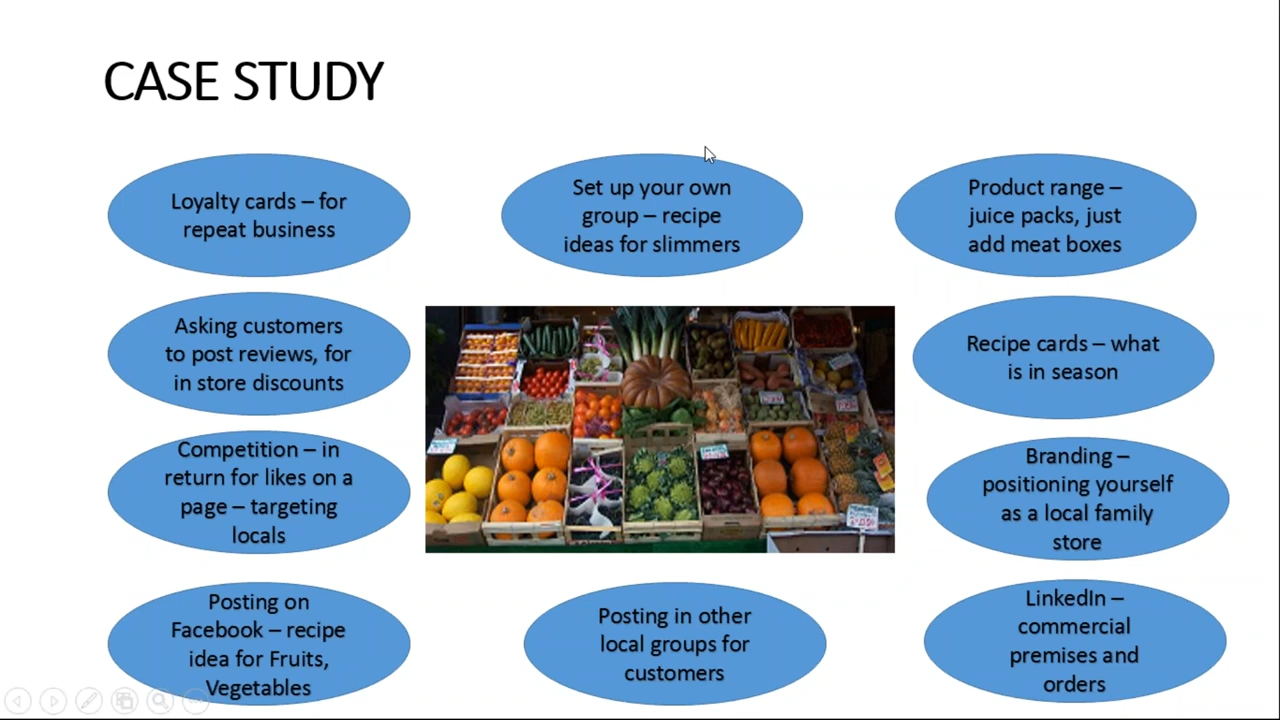 CASE STUDY
Loyalty cards – for
repeat business
Set up your own
group – recipe
ideas for slimmers
Product range –
juice packs, just
add meat boxes
Asking customers
to post reviews, for
in store discounts
Recipe cards – what
is in season
Competition – in
return for likes on a
page – targeting
locals
Branding –
positioning yourself
as a local family
store
Posting on
Facebook – recipe
idea for Fruits,
Vegetables
Posting in other
local groups for
customers
LinkedIn –
commercial
premises and
orders